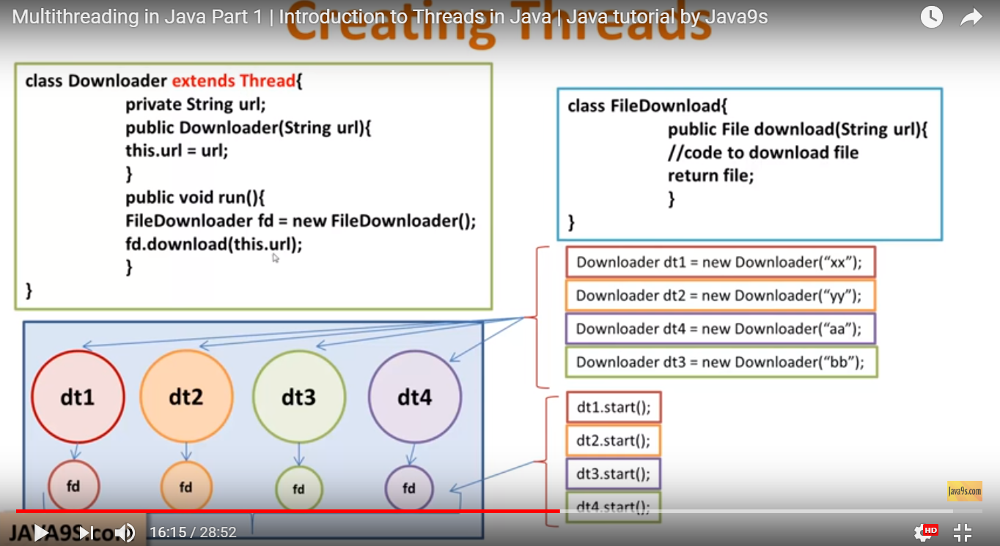 Multithreading in Java Part 1 | Introduction to Threads in Java | Java tutorial by Java9s
Creating Threads
class Downloader extends Thread{
private String url;
public Downloader(String url){
this.url = url;
}
public void run(){
FileDownloader fd = new FileDownloader();
fd.download(this.url);
}
}
class FileDownload{
public File download(String url){
//code to download file
return file;
}
}
Downloader dt1 = new Downloader(“xx”);
Downloader dt2 = new Downloader(“yy”);
Downloader dt4 = new Downloader(“aa”);
Downloader dt3 = new Downloader(“bb”);
dt1 dt2 dt3 dt4
fd fd fd fd
dt1.start();
dt2.start();
dt3.start();
dt4.start();
Java9s.com
JAVA9S.com
16:15 / 28:52
HD